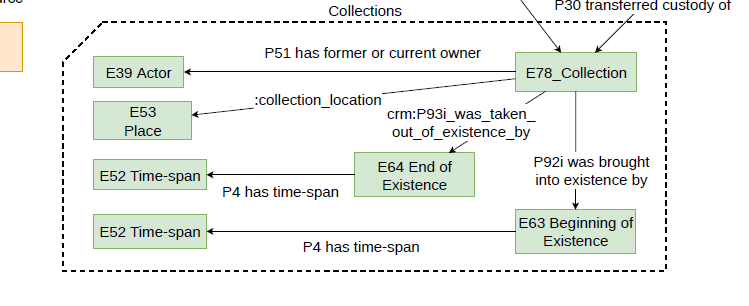 P30 transferred custody of
Collections
P51 has former or current owner
E39 Actor
E78_Collection
:collection_location
E53
Place
crm:P93i_was_taken_
out_of_existence_by
P92i was brought
into existence by
E64 End of
Existence
E52 Time-span
P4 has time-span
E63 Beginning of
Existence
E52 Time-span
P4 has time-span